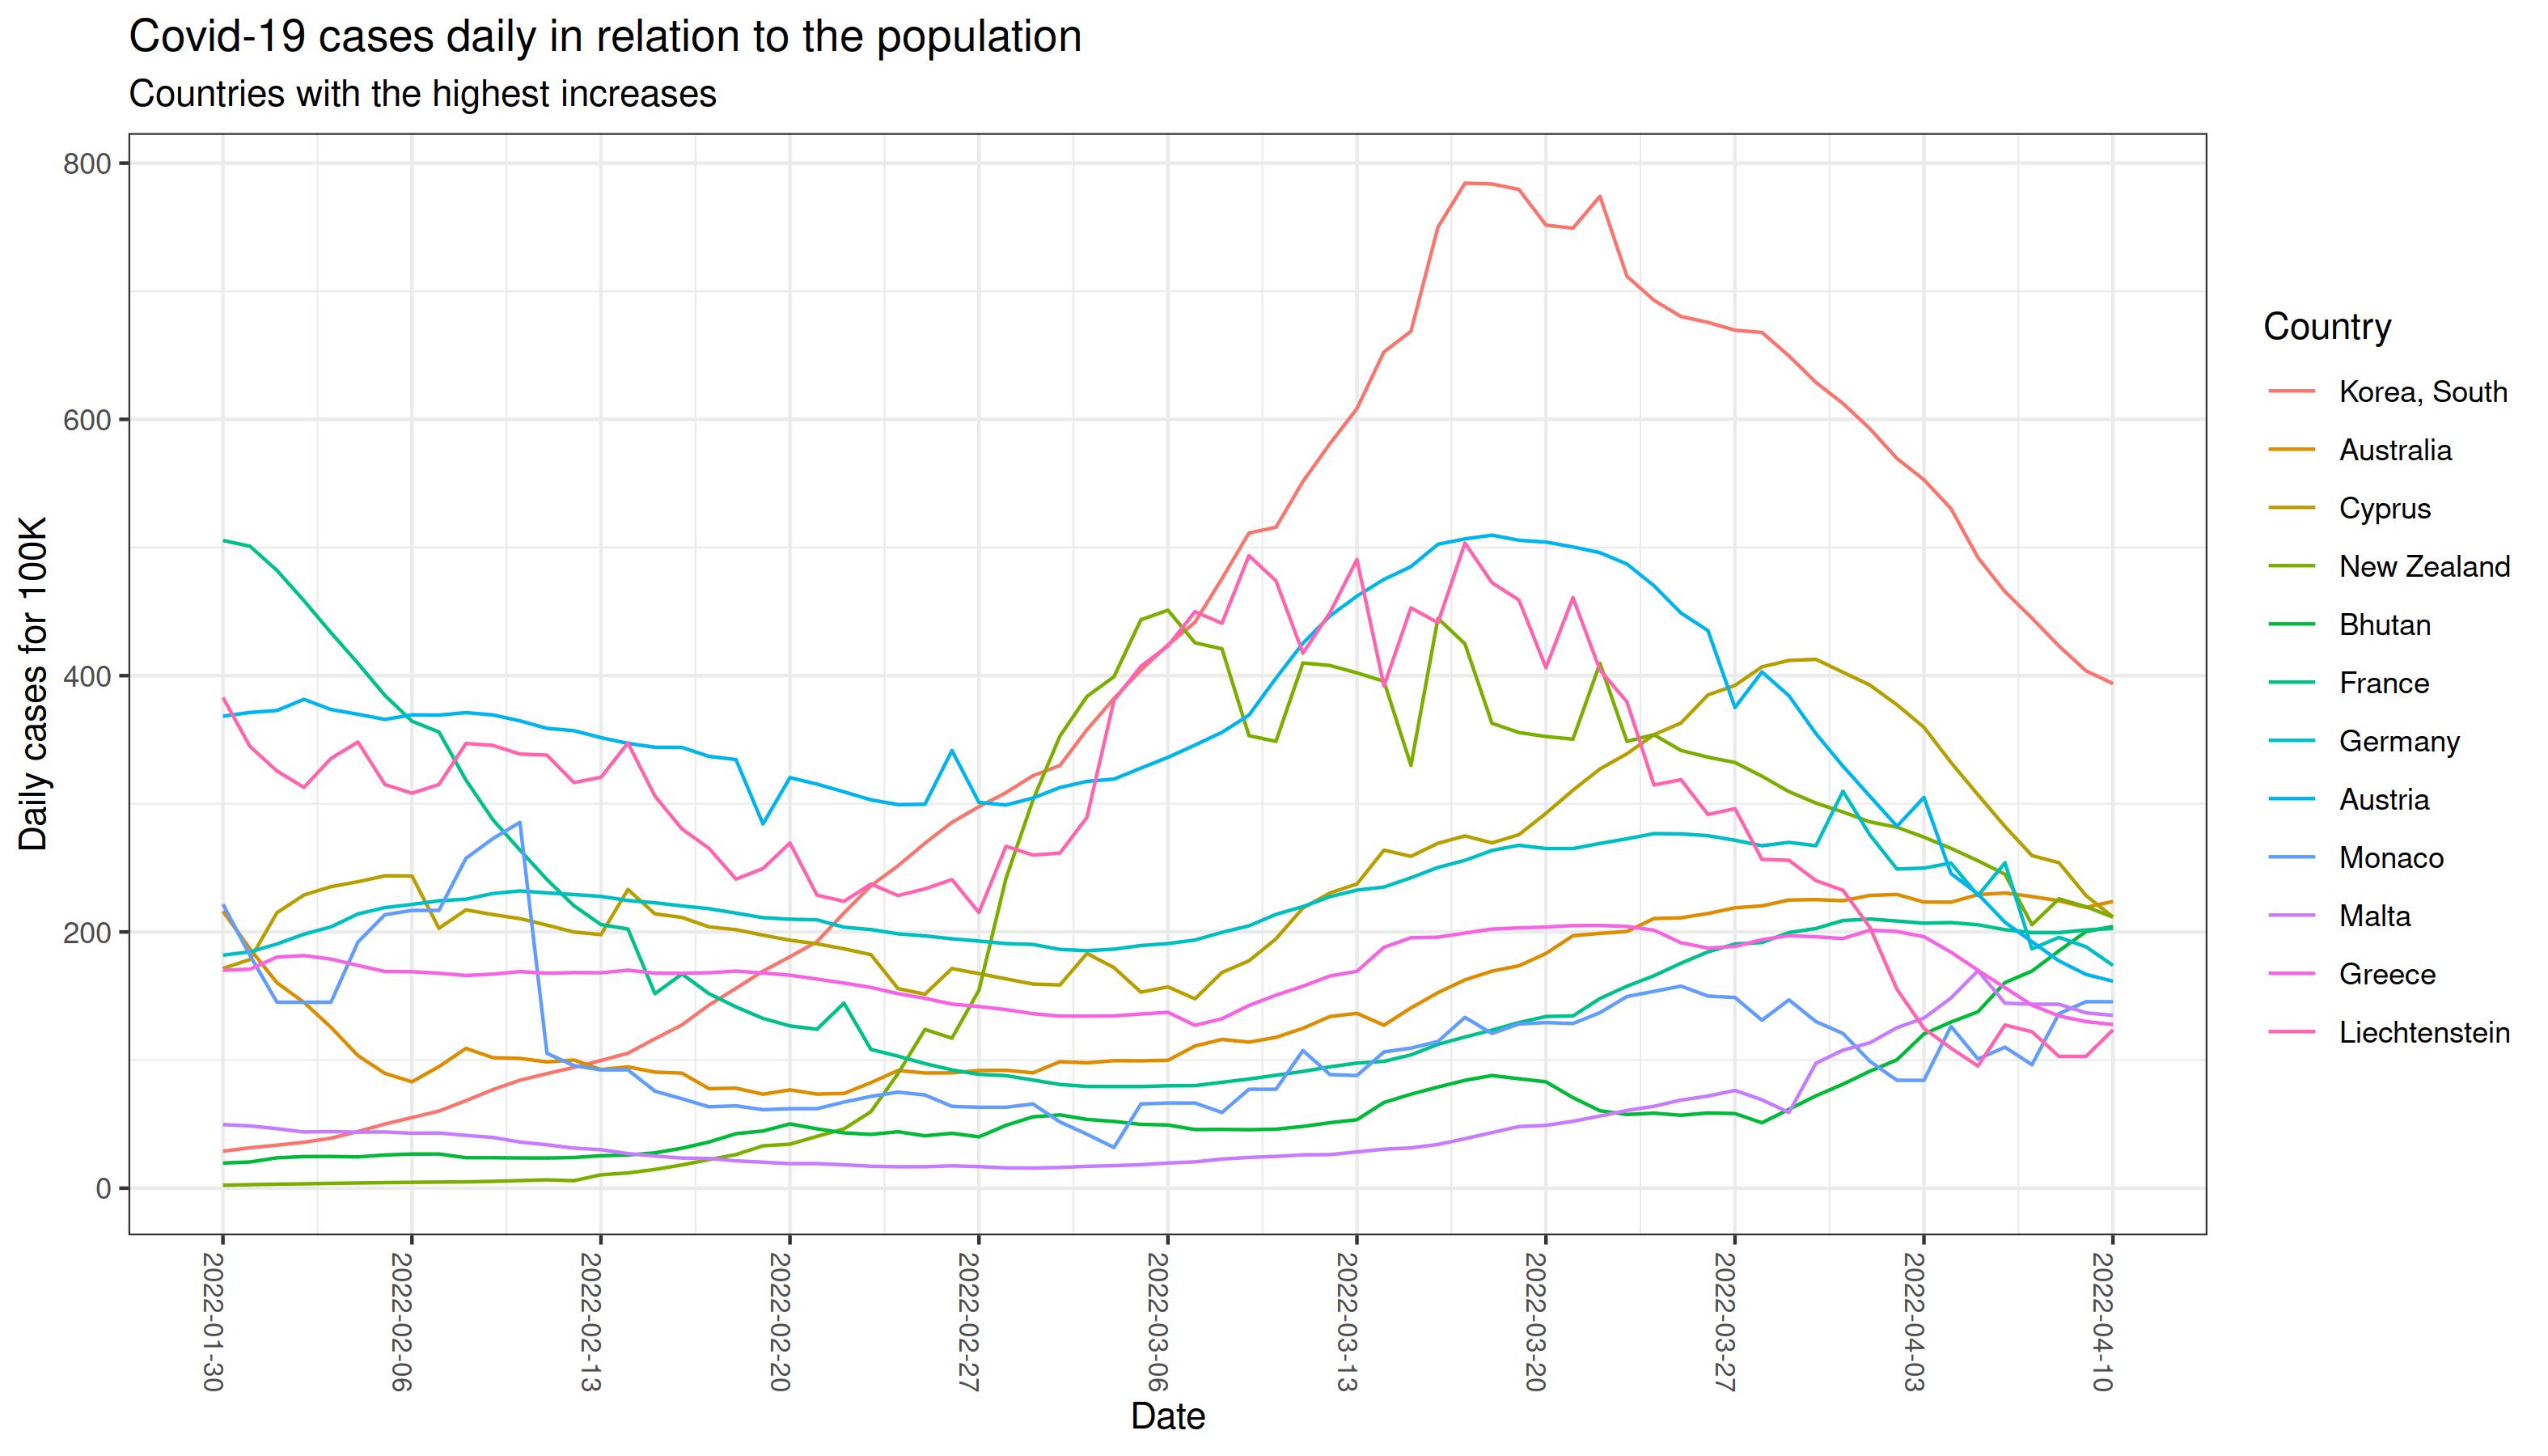 Covid-19 cases daily in relation to the population
Countries with the highest increases
Daily cases for 100K
800
600
400
200
0
2022-01-30
2022-02-06
2022-02-13
2022-02-20
2022-02-27
2022-03-06
2022-03-13
2022-03-20
2022-03-27
2022-04-03
2022-04-10
Date
Country
Korea, South
Australia
Cyprus
New Zealand
Bhutan
France
Germany
Austria
Monaco
Malta
Greece
Liechtenstein